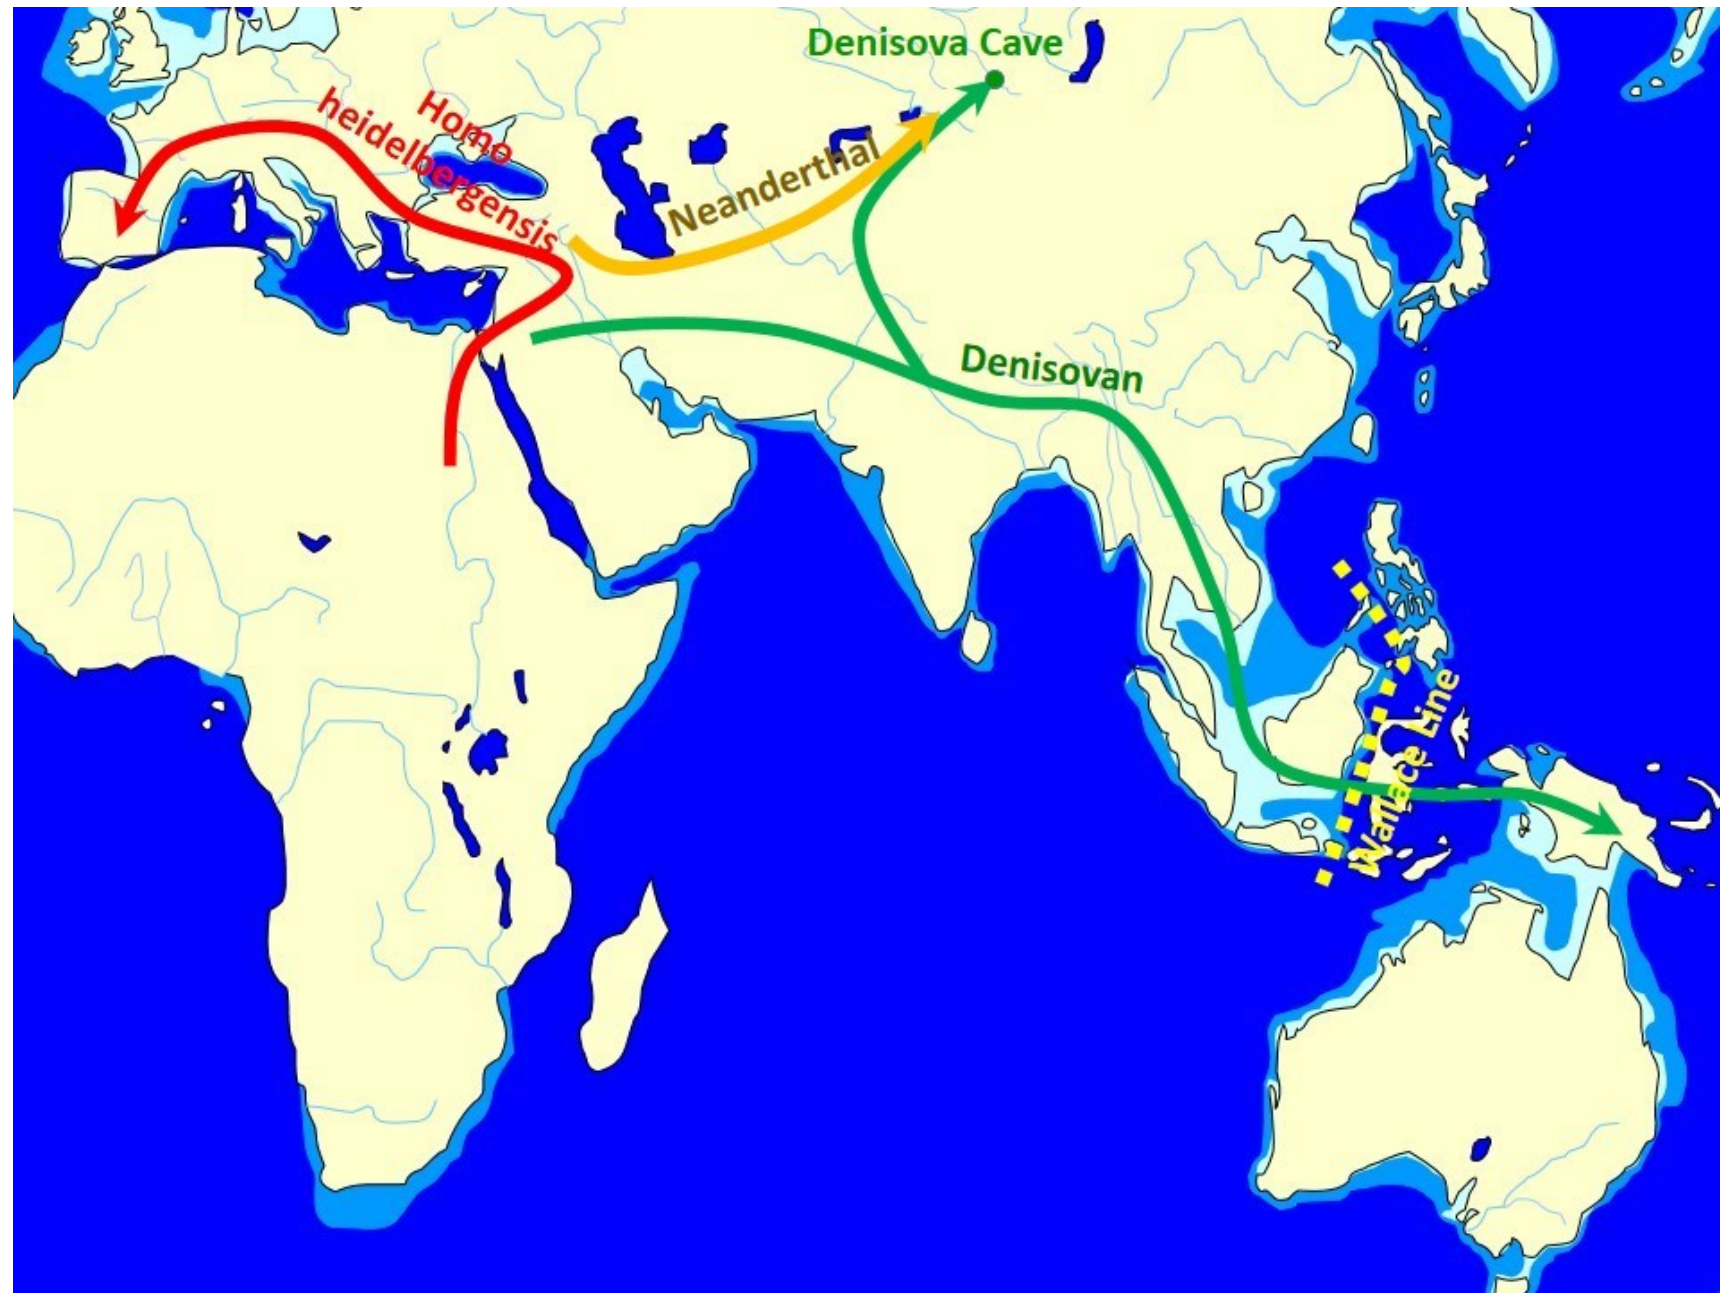 Denisova Cave
Homo
heidelbergensis
Neanderthal
Denisovan
Wallace Line